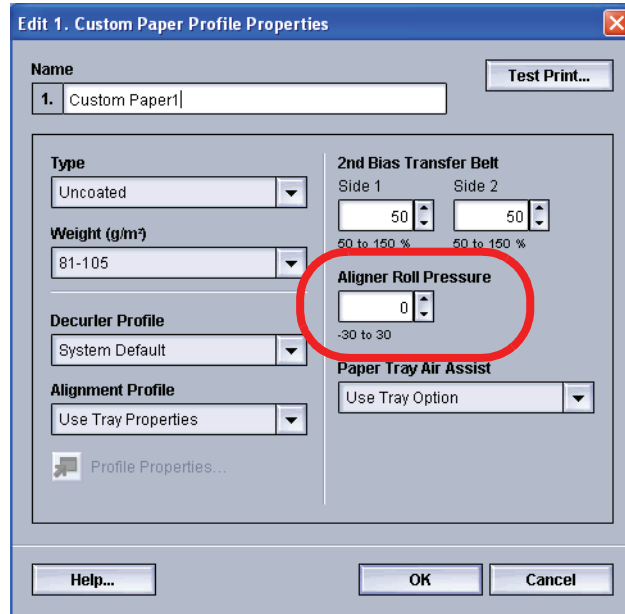 Edit 1. Custom Paper Profile Properties
Name
1. Custom Paper1
Test Print...
Type
Uncoated
Weight (g/m²)
81-105
Decurler Profile
System Default
Alignment Profile
Use Tray Properties
Profile Properties...
2nd Bias Transfer Belt
Side 1 Side 2
50 50
50 to 150 % 50 to 150 %
Aligner Roll Pressure
0
-30 to 30
Paper Tray Air Assist
Use Tray Option
Help... OK Cancel